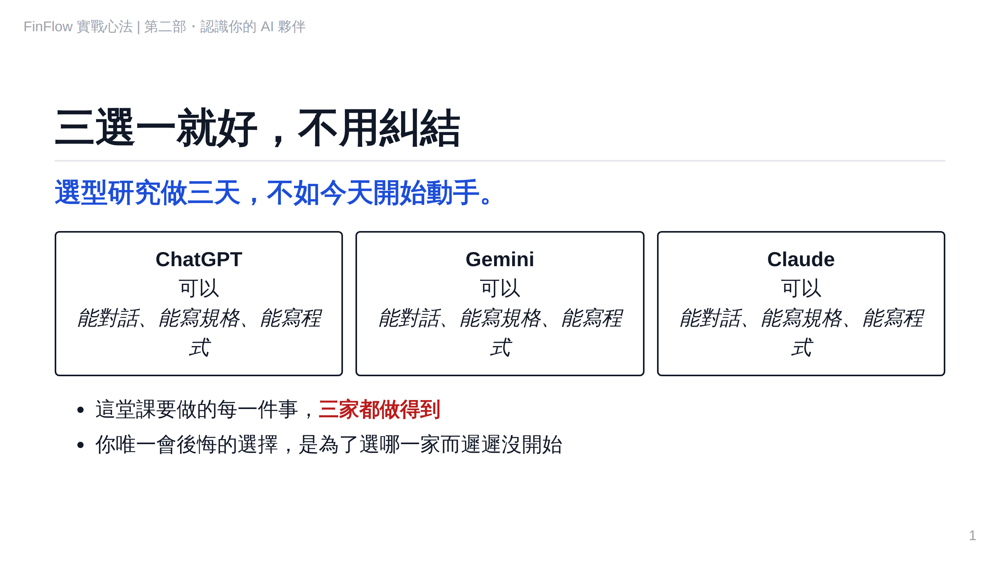 FinFlow 實戰心法 | 第二部・認識你的 AI 夥伴
三選一就好，不用糾結
選型研究做三天，不如今天開始動手。
ChatGPT
可以
能對話、能寫規格、能寫程
式
Gemini
可以
能對話、能寫規格、能寫程
式
Claude
可以
能對話、能寫規格、能寫程
式
• 這堂課要做的每一件事，三家都做得到
• 你唯一會後悔的選擇，是為了選哪一家而遲遲沒開始
1